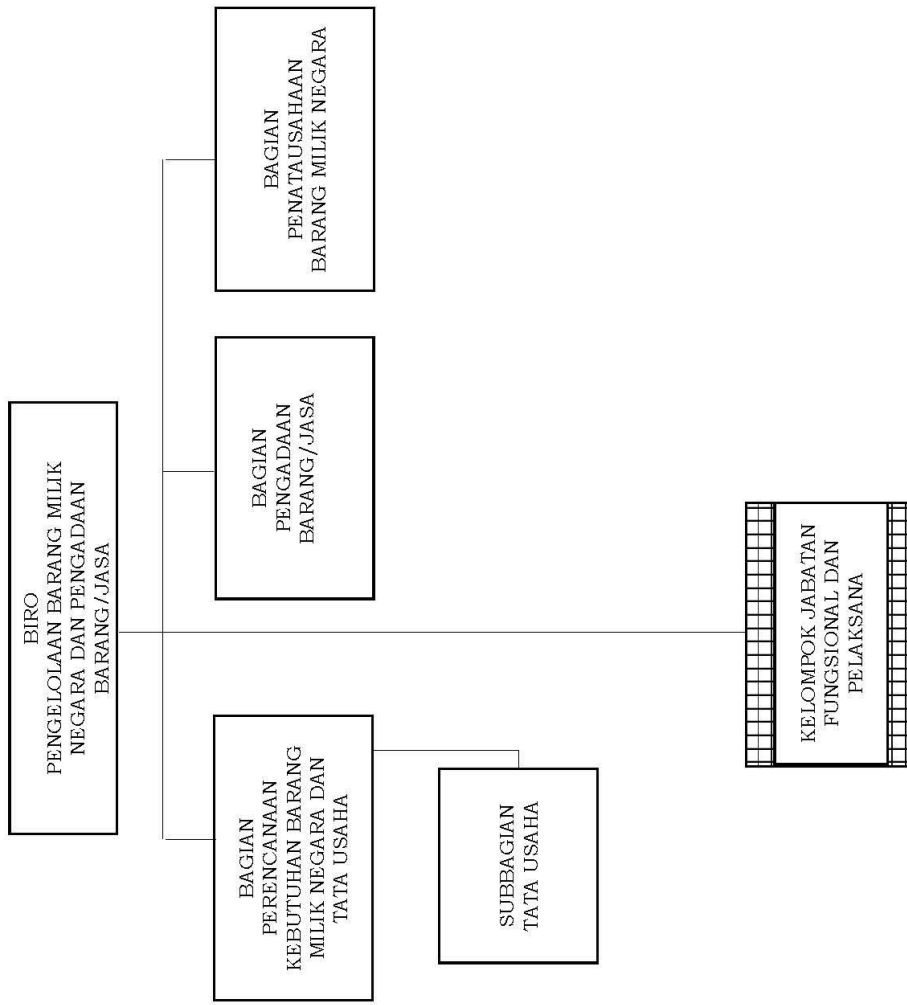 BIRO
PENGELOLAAN BARANG MILIK
NEGARA DAN PENGADAAN
BARANG/JASA
BAGIAN
PERENCANAAN
KEBUTUHAN BARANG
MILIK NEGARA DAN
TATA USAHA
BAGIAN
PENGADAAN
BARANG/JASA
BAGIAN
PENATAUSAHAAN
BARANG MILIK NEGARA
SUBBAGIAN
TATA USAHA
KELOMPOK JABATAN
FUNGSIONAL DAN
PELAKSANA